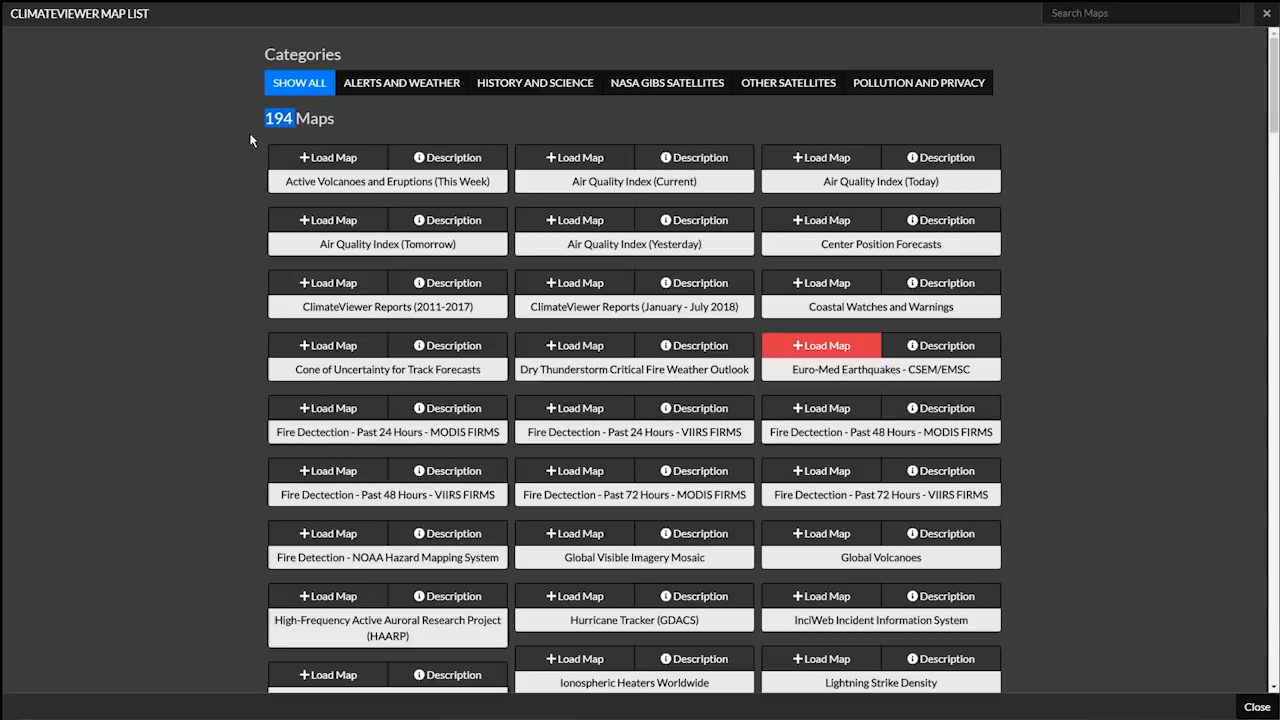 CLIMATEVIEWER MAP LIST
Search Maps
Categories
SHOW ALL ALERTS AND WEATHER HISTORY AND SCIENCE NASA GIBS SATELLITES OTHER SATELLITES POLLUTION AND PRIVACY
194 Maps
Load Map Description Load Map Description Load Map Description
Active Volcanoes and Eruptions (This Week) Air Quality Index (Current) Air Quality Index (Today)
Load Map Description Load Map Description Load Map Description
Air Quality Index (Tomorrow) Air Quality Index (Yesterday) Center Position Forecasts
Load Map Description Load Map Description Load Map Description
ClimateViewer Reports (2011-2017) ClimateViewer Reports (January - July 2018) Coastal Watches and Warnings
Load Map Description Load Map Description Load Map Description
Cone of Uncertainty for Track Forecasts Dry Thunderstorm Critical Fire Weather Outlook Euro-Med Earthquakes - CSEM/EMSC
Load Map Description Load Map Description Load Map Description
Fire Dectection - Past 24 Hours - MODIS FIRMS Fire Dectection - Past 24 Hours - VIIRS FIRMS Fire Dectection - Past 48 Hours - MODIS FIRMS
Load Map Description Load Map Description Load Map Description
Fire Dectection - Past 48 Hours - VIIRS FIRMS Fire Dectection - Past 72 Hours - MODIS FIRMS Fire Dectection - Past 72 Hours - VIIRS FIRMS
Load Map Description Load Map Description Load Map Description
Fire Detection - NOAA Hazard Mapping System Global Visible Imagery Mosaic Global Volcanoes
Load Map Description Load Map Description Load Map Description
High-Frequency Active Auroral Research Project Hurricane Tracker (GDACS) InciWeb Incident Information System
(HAARP)
Load Map Description Load Map Description
Load Map Description
Ionospheric Heaters Worldwide Lightning Strike Density
Close